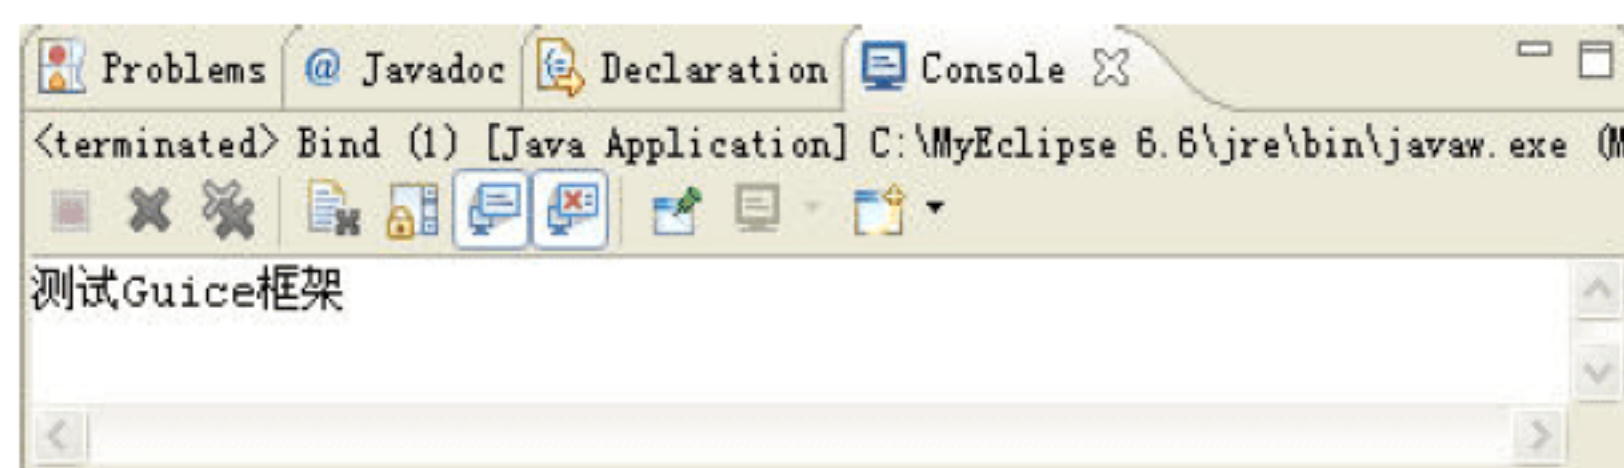 Problems @ Javadoc Declaration Console
<terminated> Bind (1) [Java Application] C:\MyEclipse 6.6\jre\bin\javaw.exe (M
测试Guice框架